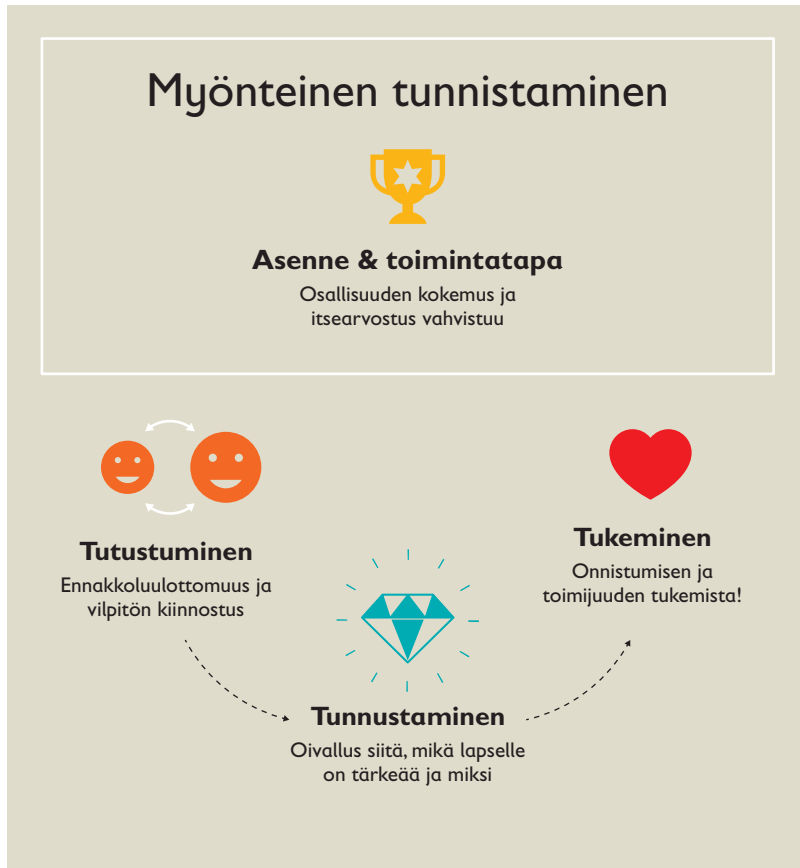 Myönteinen tunnistaminen
Asenne & toimintatapa
Osallisuuden kokemus ja
itsearvostus vahvistuu
Tutustuminen
Ennakkoluulottomuus ja
vilpitön kiinnostus
Tunnustaminen
Oivallus siitä, mikä lapselle
on tärkeää ja miksi
Tukeminen
Onnistumisen ja
toimijuuden tukemista!